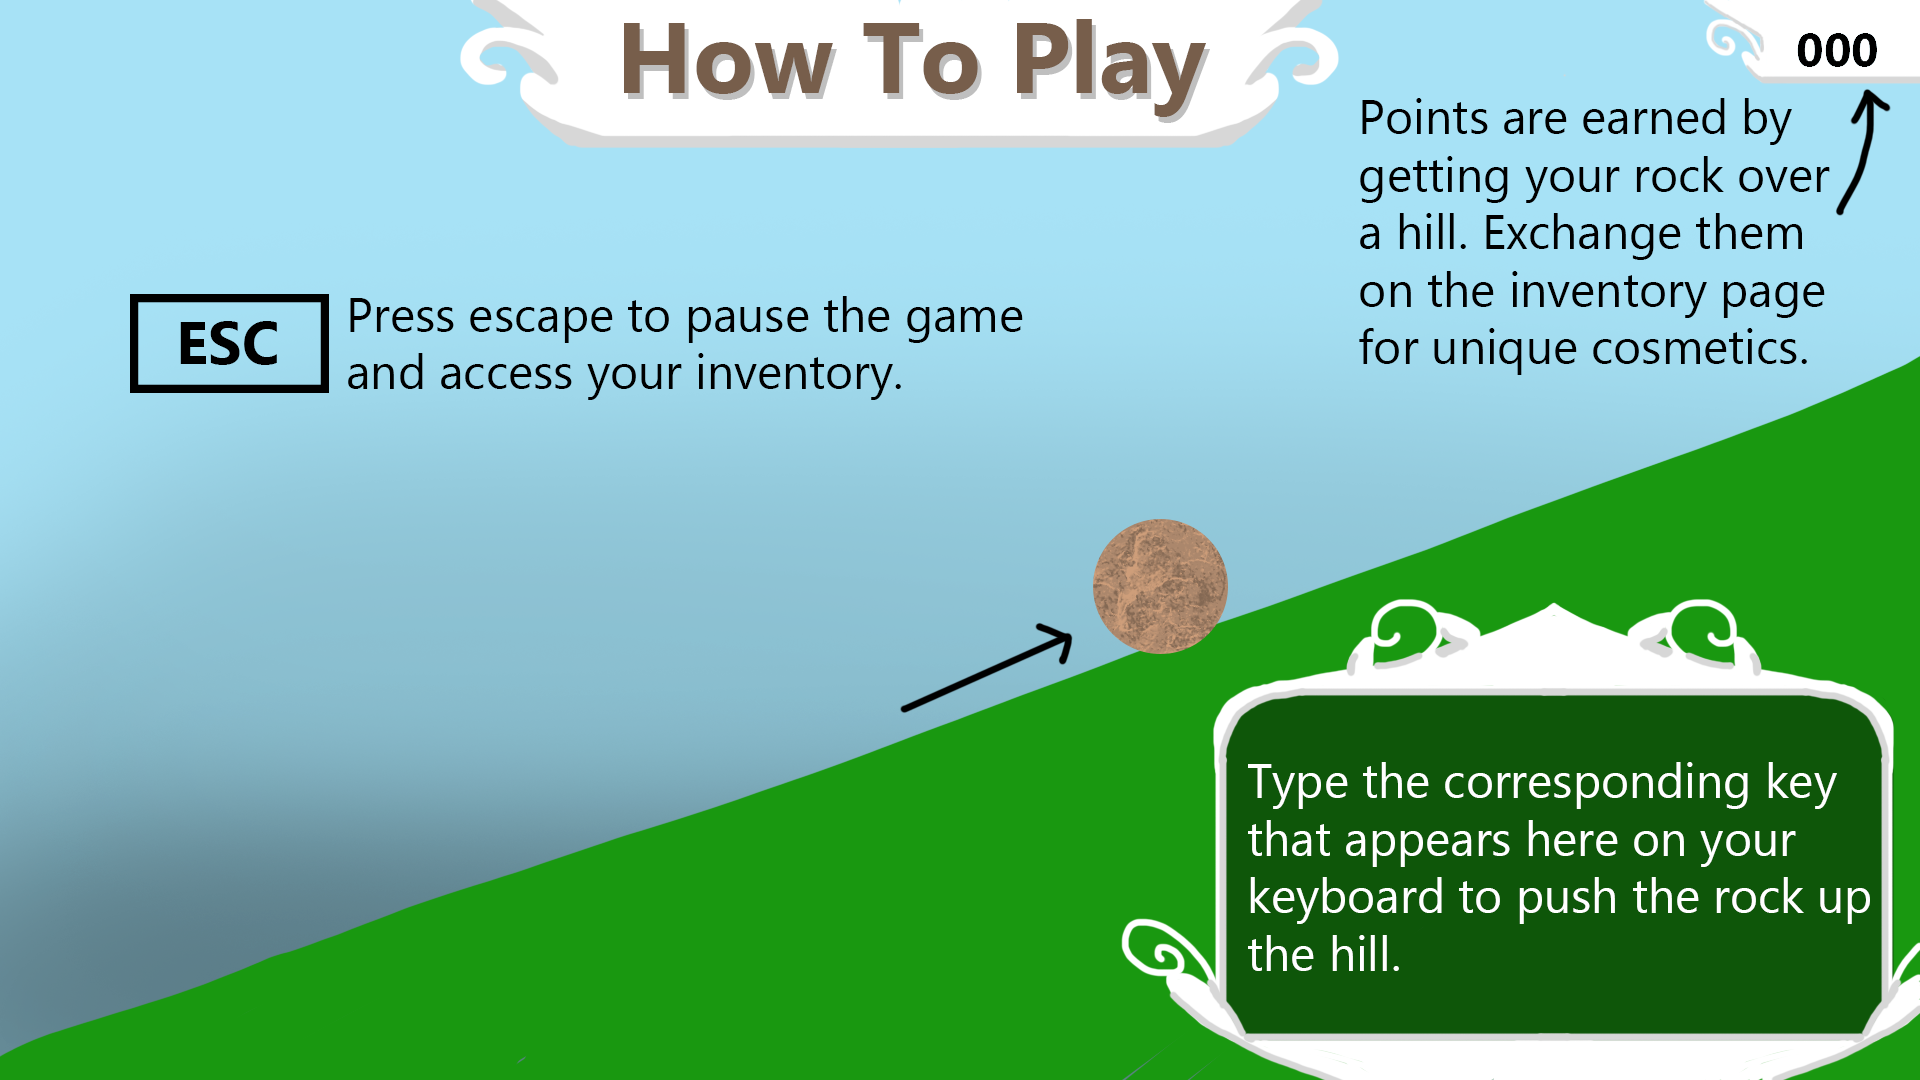 How To Play
000
Points are earned by
getting your rock over
a hill. Exchange them
on the inventory page
for unique cosmetics.
ESC
Press escape to pause the game
and access your inventory.
Type the corresponding key
that appears here on your
keyboard to push the rock up
the hill.